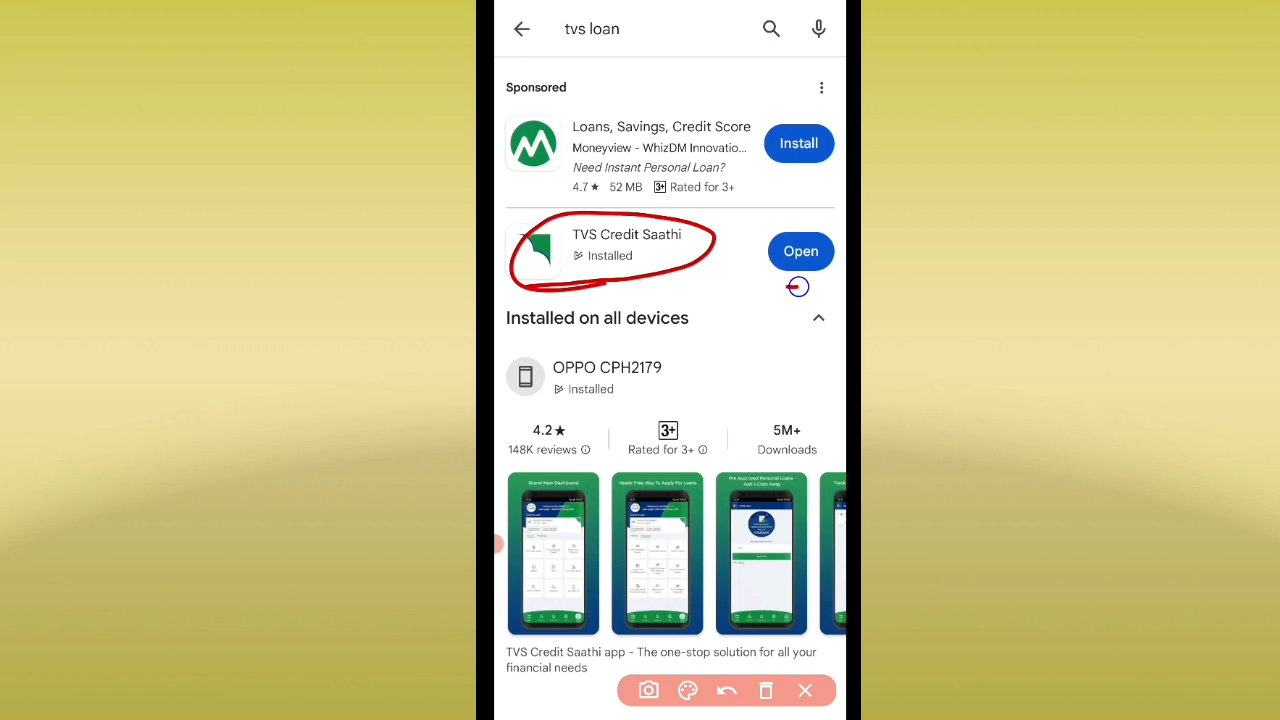 tvs loan
Sponsored
Loans, Savings, Credit Score
Moneyview - WhizDM Innovatio...
Need Instant Personal Loan?
4.7★ 52 MB 3+ Rated for 3+
Install
TVS Credit Saathi
Installed
Open
Installed on all devices
OPPO CPH2179
Installed
4.2★
148K reviews
3+
Rated for 3+
5M+
Downloads
Brand New Dashboard
Hassle Free Way To Apply For Loans
Pre Approved Personal Loans
Just 1-Click Away
TVS Credit Saathi app - The one-stop solution for all your
financial needs